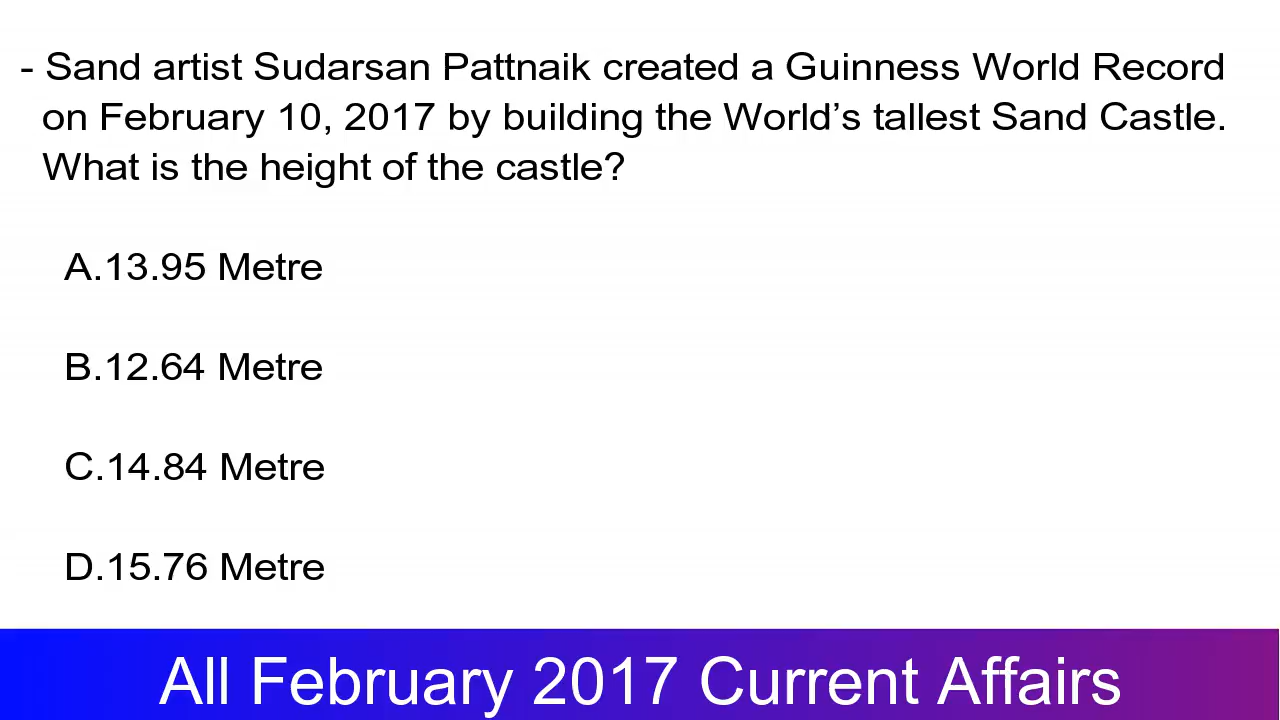 - Sand artist Sudarsan Pattnaik created a Guinness World Record
on February 10, 2017 by building the World’s tallest Sand Castle.
What is the height of the castle?
A.13.95 Metre
B.12.64 Metre
C.14.84 Metre
D.15.76 Metre
All February 2017 Current Affairs